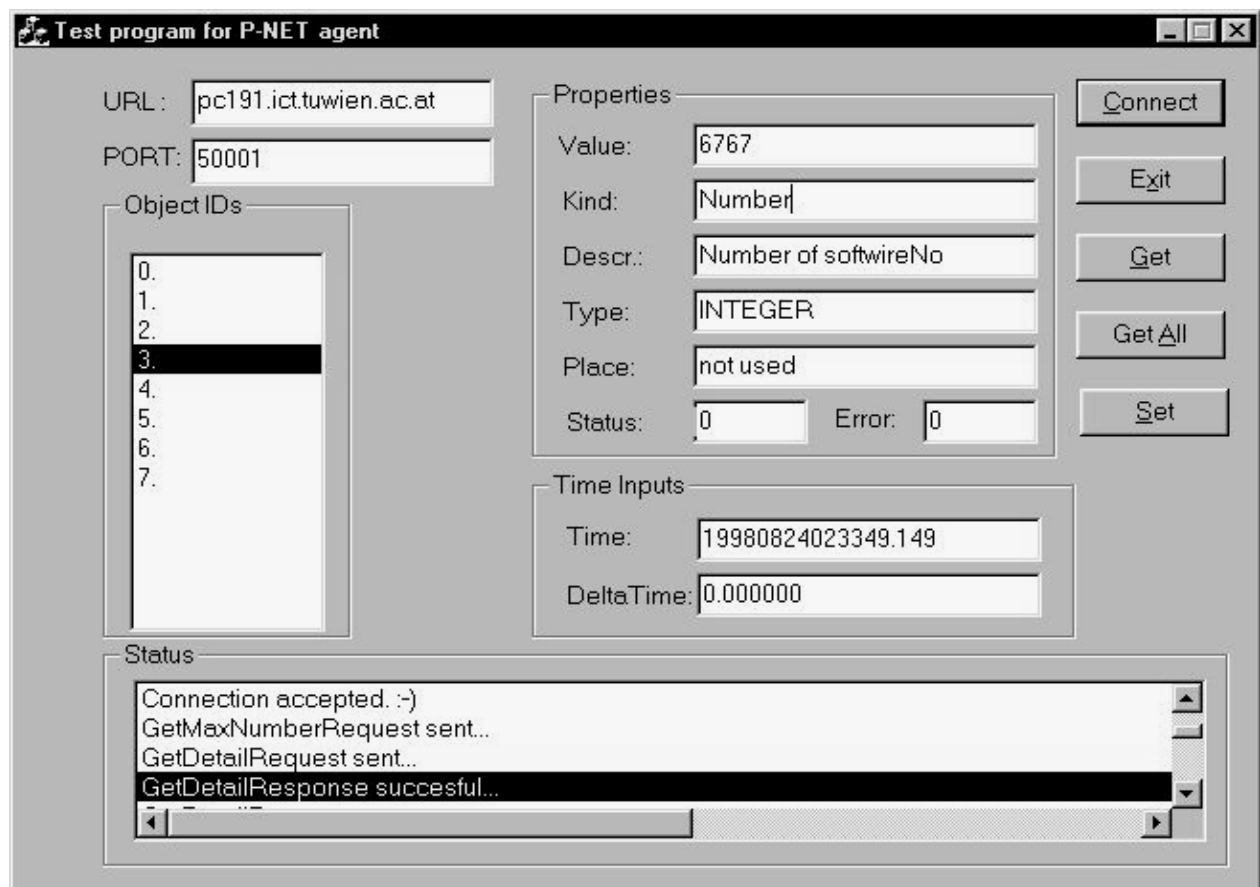 Test program for P-NET agent
URL: pc191.ict.tuwien.ac.at
PORT: 50001
Object IDs
0.
1.
2.
3.
4.
5.
6.
7.
Properties
Value: 6767
Kind: Number
Descr.: Number of softwireNo
Type: INTEGER
Place: not used
Status: 0 Error: 0
Time Inputs
Time: 19980824023349.149
DeltaTime: 0.000000
Connect
Exit
Get
Get All
Set
Status
Connection accepted. :-)
GetMaxNumberRequest sent...
GetDetailRequest sent...
GetDetailResponse succesful...